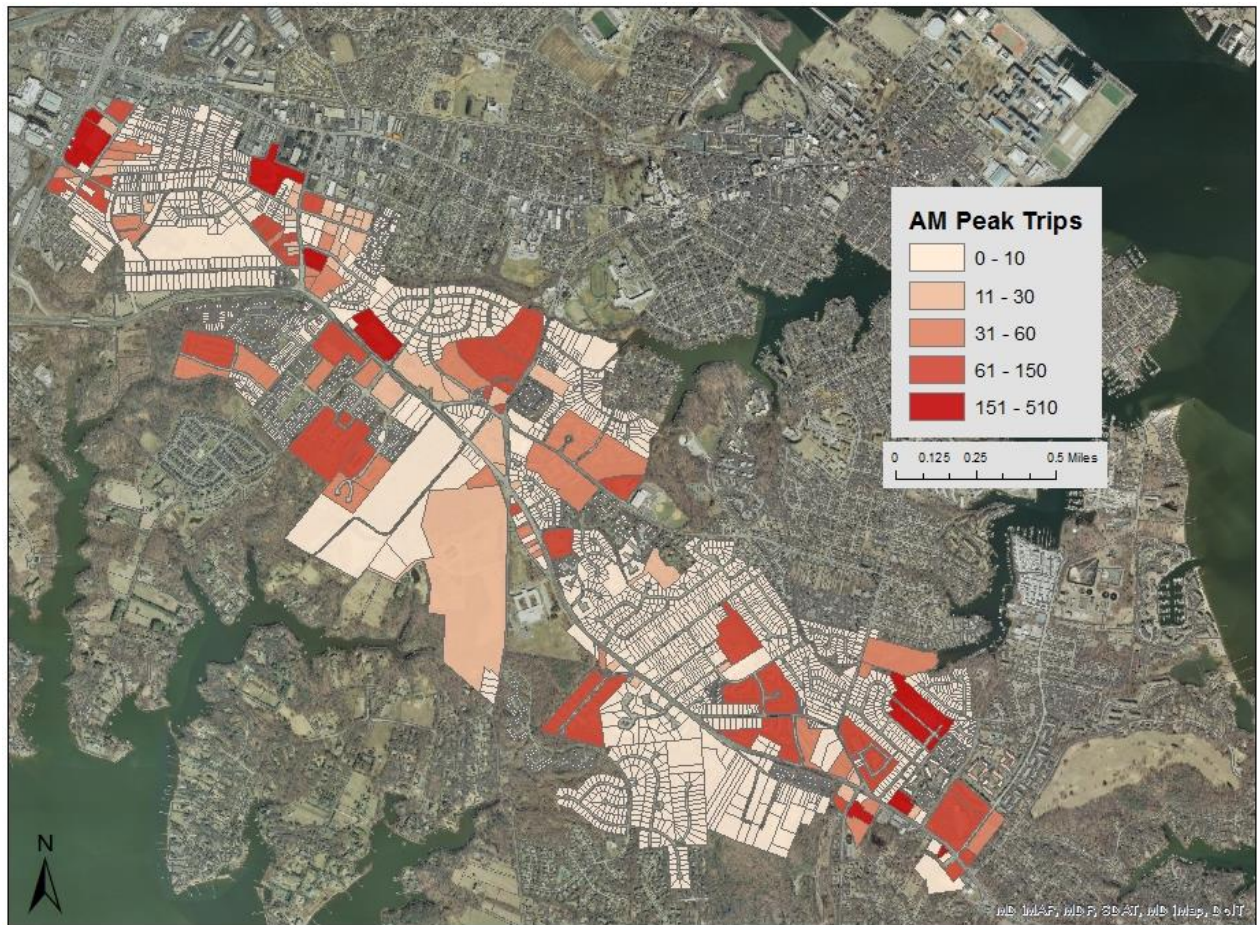 AM Peak Trips
0 - 10
11 - 30
31 - 60
61 - 150
151 - 510
0 0.125 0.25 0.5 Miles
N
MD iMAP, MDP, SDAT, MD iMap, DoIT